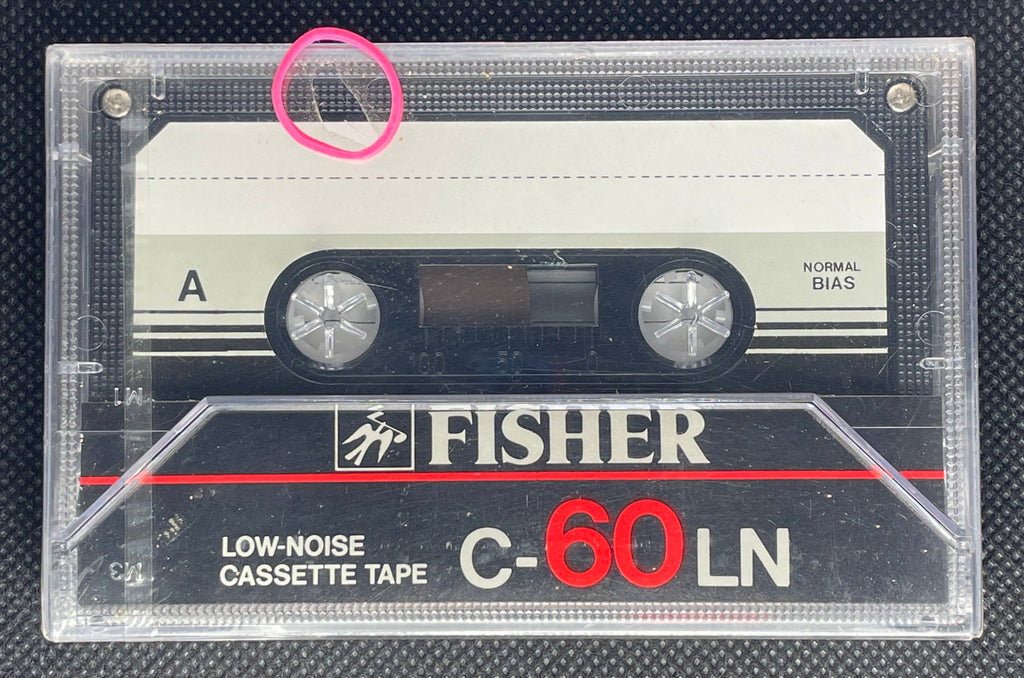 A
NORMAL
BIAS
100 50 0
M1
FISHER
LOW-NOISE
CASSETTE TAPE
C-60 LN
M3